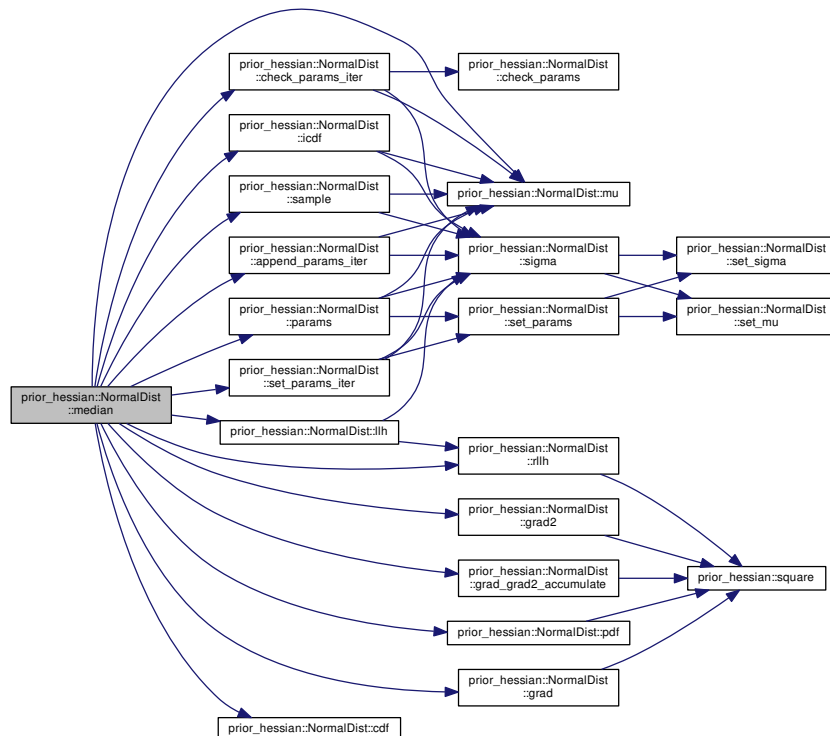 prior_hessian::NormalDist
::check_params_iter
prior_hessian::NormalDist
::check_params
prior_hessian::NormalDist
::icdf
prior_hessian::NormalDist
::sample
prior_hessian::NormalDist::mu
prior_hessian::NormalDist
::append_params_iter
prior_hessian::NormalDist
::sigma
prior_hessian::NormalDist
::set_sigma
prior_hessian::NormalDist
::params
prior_hessian::NormalDist
::set_params
prior_hessian::NormalDist
::set_mu
prior_hessian::NormalDist
::set_params_iter
prior_hessian::NormalDist
::median
prior_hessian::NormalDist::llh
prior_hessian::NormalDist
::rllh
prior_hessian::NormalDist
::grad2
prior_hessian::NormalDist
::grad_grad2_accumulate
prior_hessian::square
prior_hessian::NormalDist::pdf
prior_hessian::NormalDist
::grad
prior_hessian::NormalDist::cdf